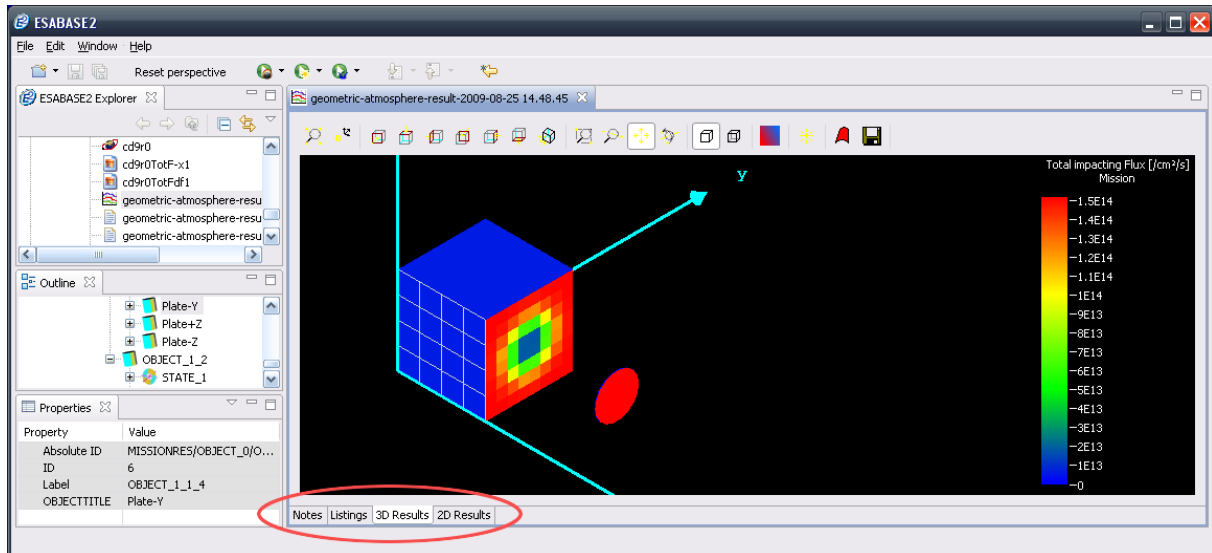 ESABASE2
File Edit Window Help
Reset perspective
ESABASE2 Explorer
cd9r0
cd9r0TotF-x1
cd9r0TotFdf1
geometric-atmosphere-resu
geometric-atmosphere-resu
geometric-atmosphere-resu
Outline
Plate-Y
Plate+Z
Plate-Z
OBJECT_1_2
STATE_1
Properties
Property Value
Absolute ID MISSIONRES/OBJECT_0/O...
ID 6
Label OBJECT_1_1_4
OBJECTTITLE Plate-Y
geometric-atmosphere-result-2009-08-25 14.48.45
z
y
Total impacting Flux [/cm²/s]
Mission
1.5E14
1.4E14
1.3E14
1.2E14
1.1E14
1E14
9E13
8E13
7E13
6E13
5E13
4E13
3E13
2E13
1E13
0
Notes Listings 3D Results 2D Results